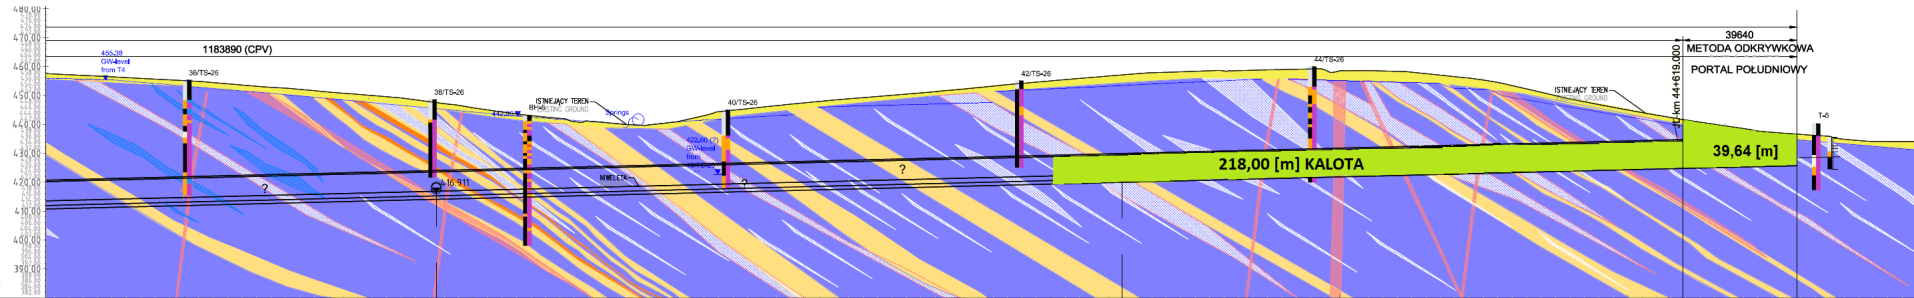 480,00
470,00
460,00
450,00
440,00
430,00
420,00
410,00
400,00
390,00
1183890 (CPV)
39640
METODA ODKRYWKOWA
PORTAL POŁUDNIOWY
km 44+619.000
455.38
GW-level
from T4
36/TS-26
38/TS-26
ISTNIEJĄCY TEREN
EXISTING GROUND
Springs
40/TS-26
422,60 (?)
GW-level
from
42/TS-26
44/TS-26
ISTNIEJĄCY TEREN
EXISTING GROUND
T-5
?
416.911
NIWELETA
?
?
218,00 [m] KALOTA
39,64 [m]